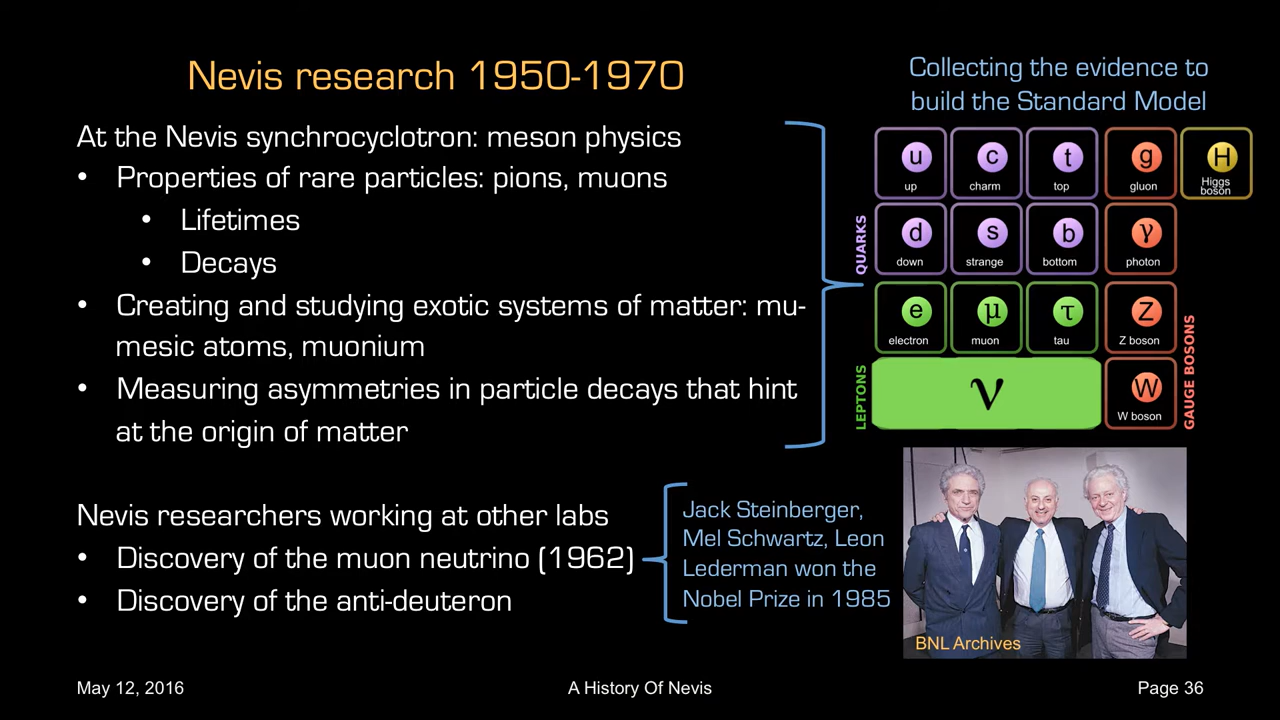 Nevis research 1950-1970
Collecting the evidence to
build the Standard Model
At the Nevis synchrocyclotron: meson physics
• Properties of rare particles: pions, muons
• Lifetimes
• Decays
• Creating and studying exotic systems of matter: mu-
mesic atoms, muonium
• Measuring asymmetries in particle decays that hint
at the origin of matter
QUARKS
u c t g H
up charm top gluon Higgs
boson
d s b γ
down strange bottom photon
LEPTONS
e μ τ Z
electron muon tau Z boson
ν W
W boson
GAUGE BOSONS
Nevis researchers working at other labs
• Discovery of the muon neutrino (1962)
• Discovery of the anti-deuteron
Jack Steinberger,
Mel Schwartz, Leon
Lederman won the
Nobel Prize in 1985
BNL Archives
May 12, 2016
A History Of Nevis
Page 36